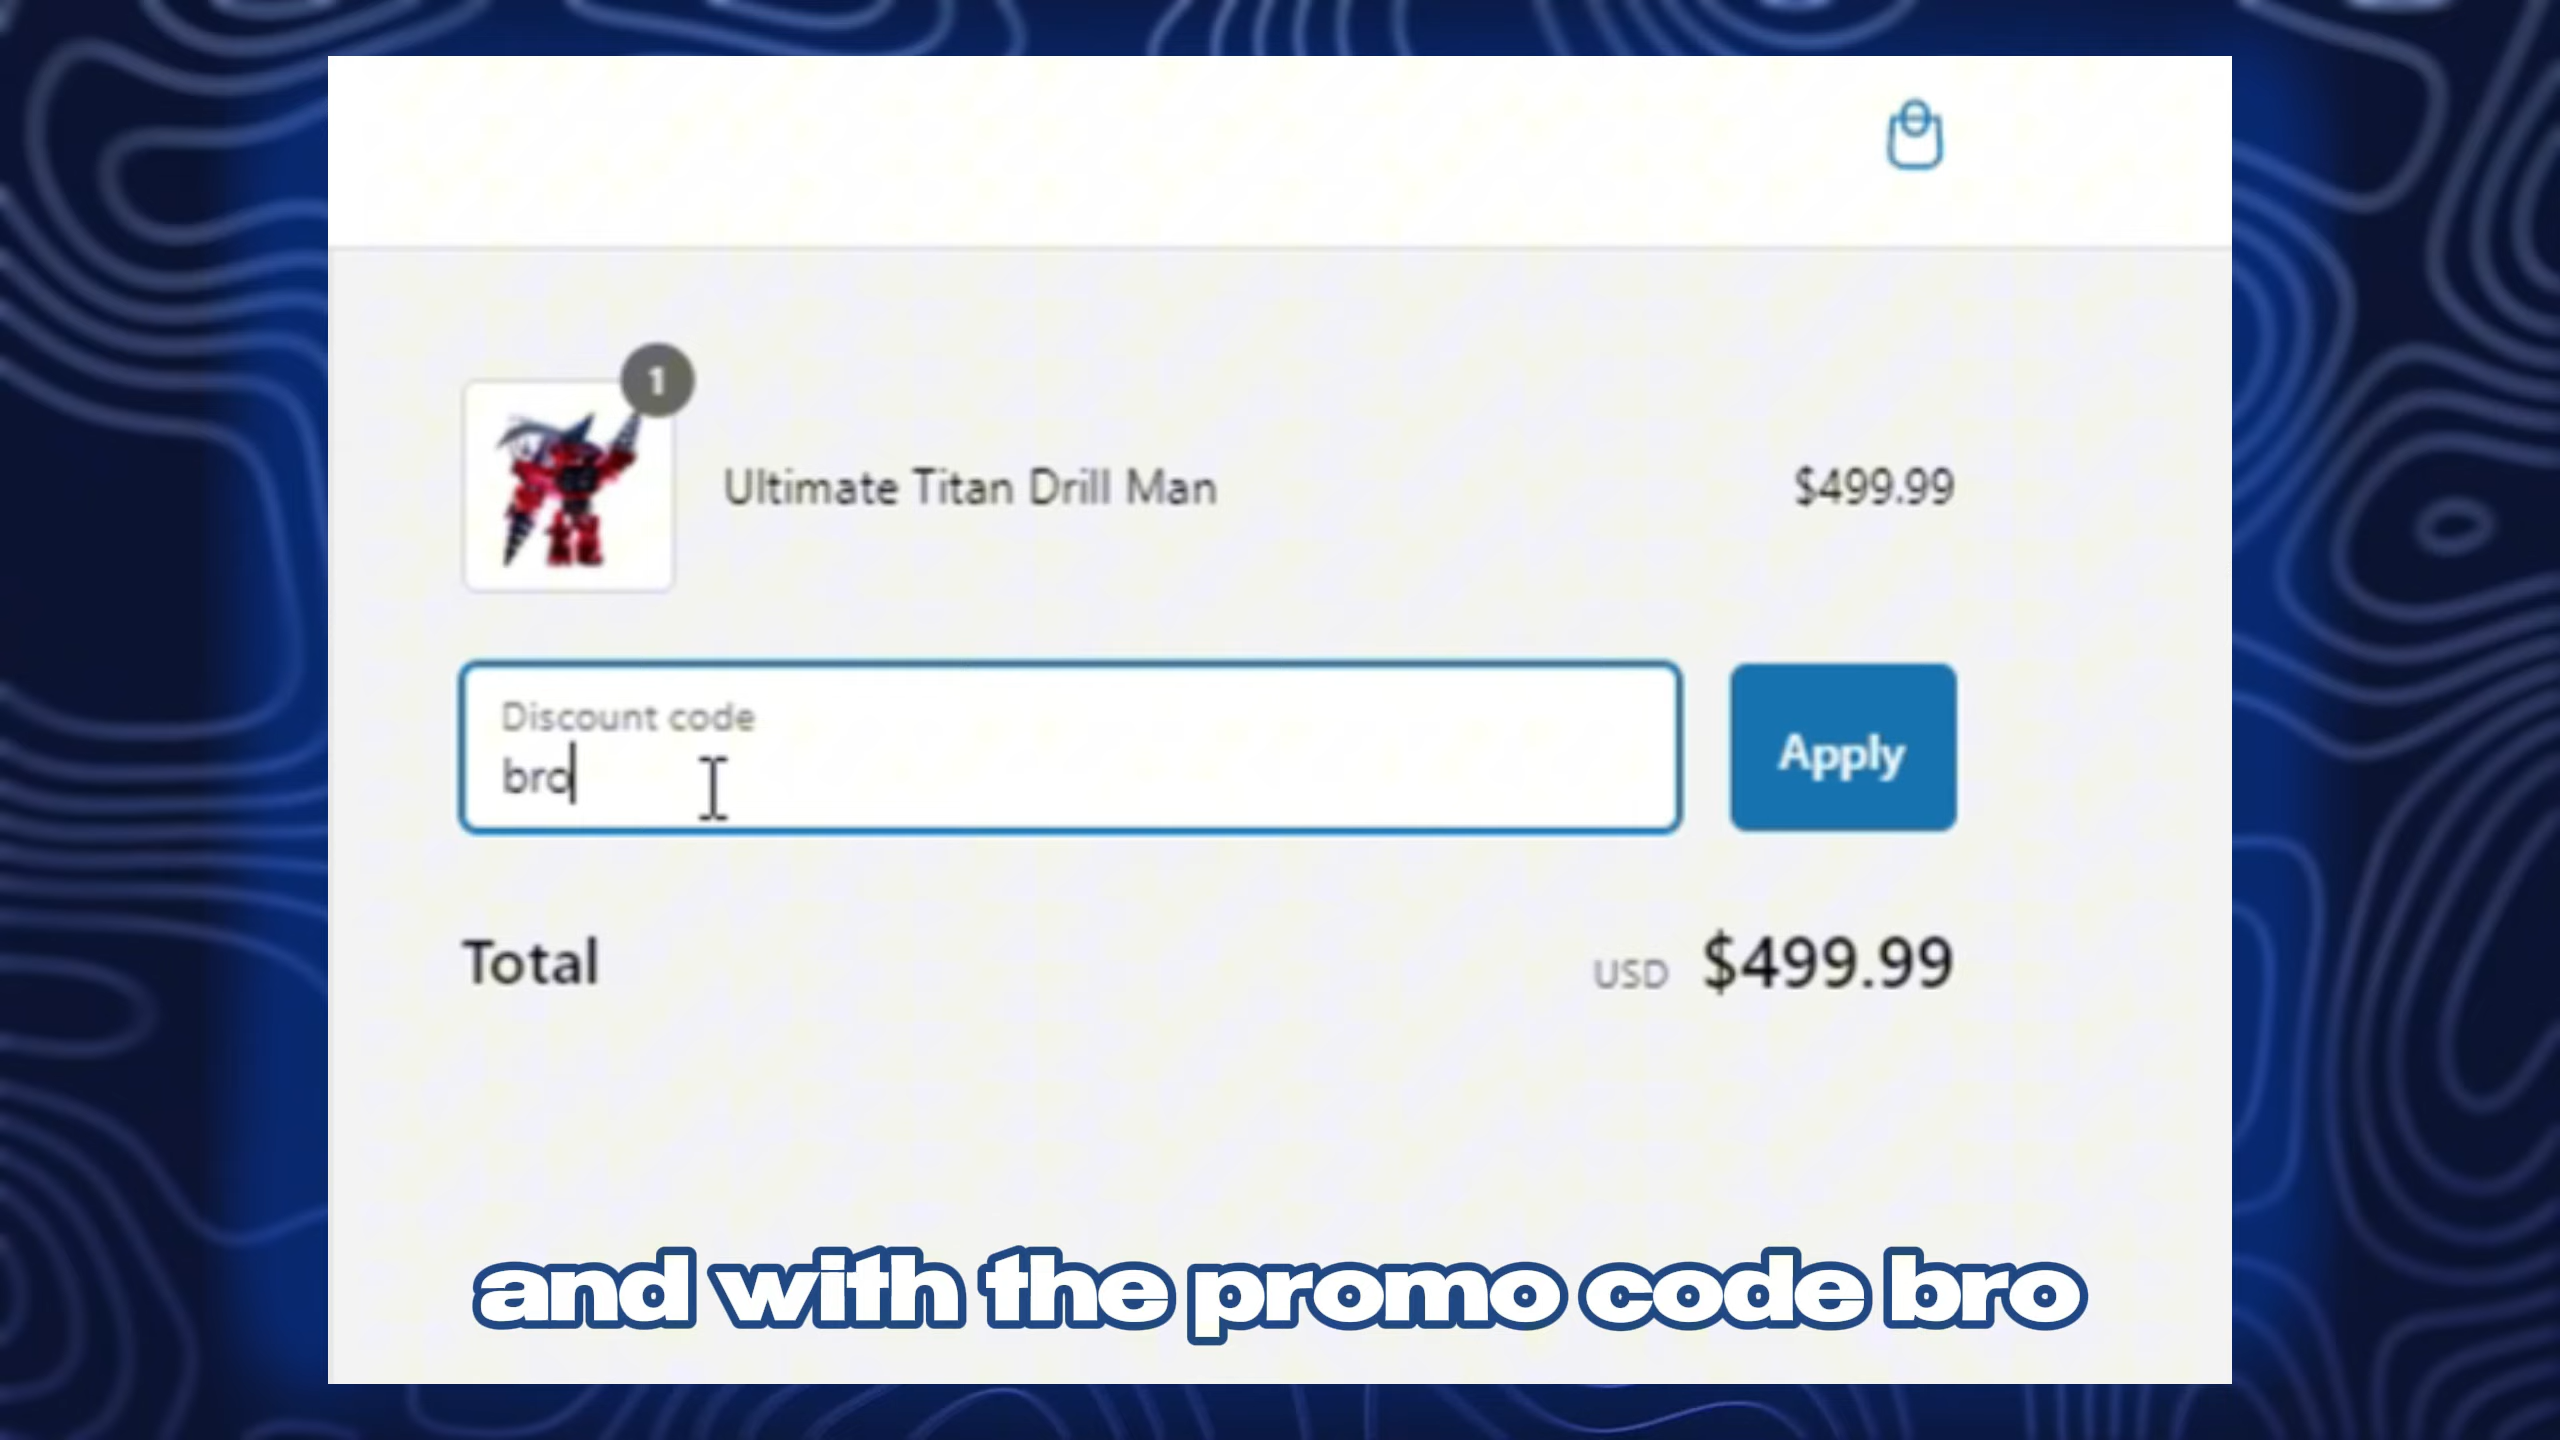 1
Ultimate Titan Drill Man $499.99
Discount code
bro
Apply
Total USD $499.99
and with the promo code bro